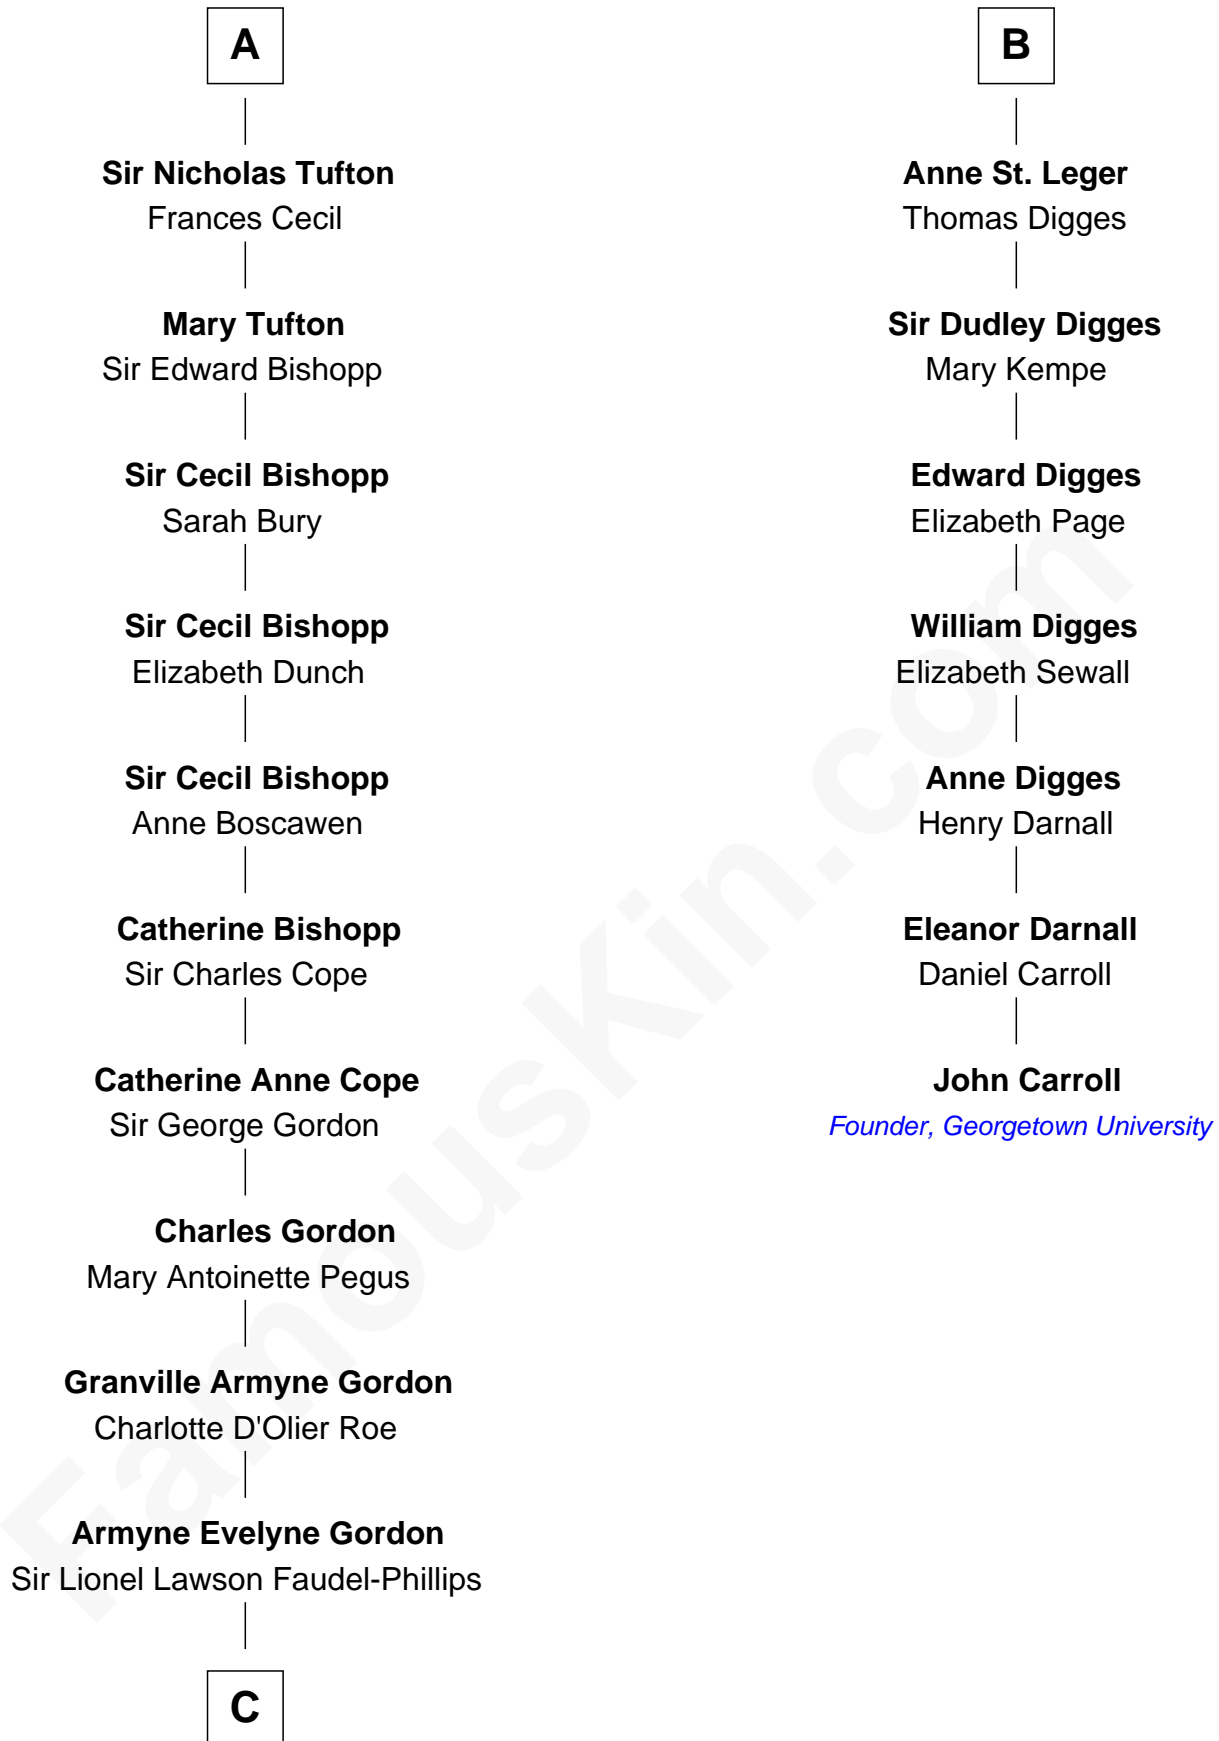 A
Sir Nicholas Tufton
Frances Cecil
Mary Tufton
Sir Edward Bishopp
Sir Cecil Bishopp
Sarah Bury
Sir Cecil Bishopp
Elizabeth Dunch
Sir Cecil Bishopp
Anne Boscawen
Catherine Bishopp
Sir Charles Cope
Catherine Anne Cope
Sir George Gordon
Charles Gordon
Mary Antoinette Pegus
Granville Armyne Gordon
Charlotte D'Olier Roe
Armyne Evelyne Gordon
Sir Lionel Lawson Faudel-Phillips
C
B
Anne St. Leger
Thomas Digges
Sir Dudley Digges
Mary Kempe
Edward Digges
Elizabeth Page
William Digges
Elizabeth Sewall
Anne Digges
Henry Darnall
Eleanor Darnall
Daniel Carroll
John Carroll
Founder, Georgetown University
FamousKin.com